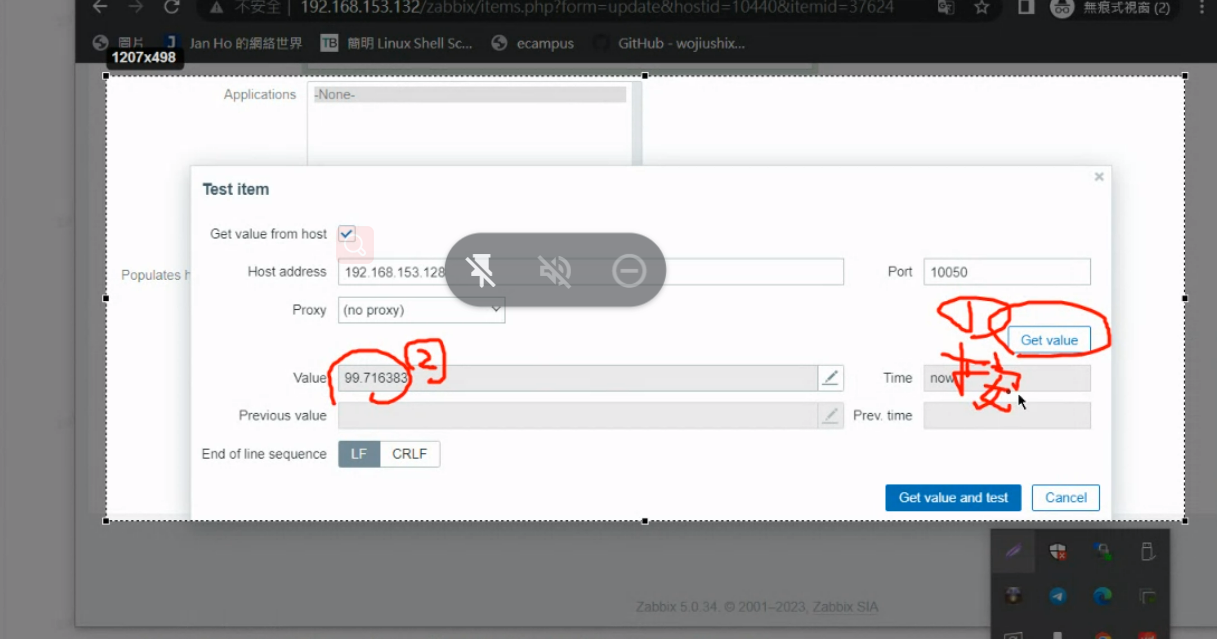 不安全 | 192.168.153.132/zabbix/items.php?form=update&hostid=10440&itemid=37624 無痕式視窗 (2)
圖片 Jan Ho 的網絡世界 TB 簡明 Linux Shell Sc... ecampus GitHub - wojiushix...
1207x498
Applications -None-
Test item
Get value from host
Populates h Host address 192.168.153.128 Port 10050
Proxy (no proxy)
1
Get value
2
Value 99.716383 Time now
按
Previous value Prev. time
End of line sequence LF CRLF
Get value and test Cancel
Zabbix 5.0.34. © 2001–2023, Zabbix SIA